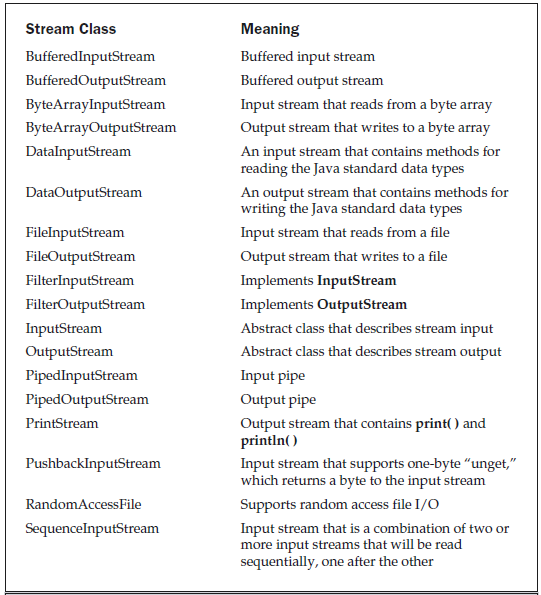 Stream Class Meaning
BufferedInputStream Buffered input stream
BufferedOutputStream Buffered output stream
ByteArrayInputStream Input stream that reads from a byte array
ByteArrayOutputStream Output stream that writes to a byte array
DataInputStream An input stream that contains methods for
reading the Java standard data types
DataOutputStream An output stream that contains methods for
writing the Java standard data types
FileInputStream Input stream that reads from a file
FileOutputStream Output stream that writes to a file
FilterInputStream Implements InputStream
FilterOutputStream Implements OutputStream
InputStream Abstract class that describes stream input
OutputStream Abstract class that describes stream output
PipedInputStream Input pipe
PipedOutputStream Output pipe
PrintStream Output stream that contains print( ) and
println( )
PushbackInputStream Input stream that supports one-byte “unget,”
which returns a byte to the input stream
RandomAccessFile Supports random access file I/O
SequenceInputStream Input stream that is a combination of two or
more input streams that will be read
sequentially, one after the other